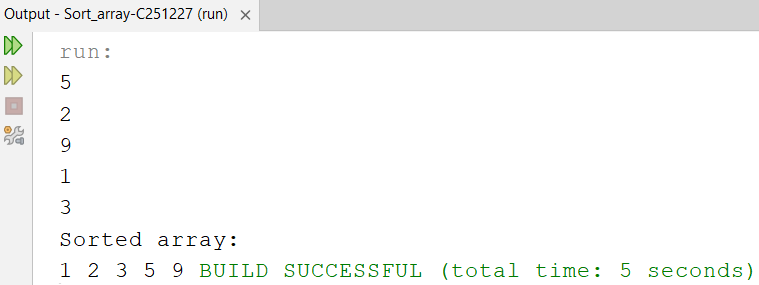 Output - Sort_array-C251227 (run)
run:
5
2
9
1
3
Sorted array:
1 2 3 5 9 BUILD SUCCESSFUL (total time: 5 seconds)